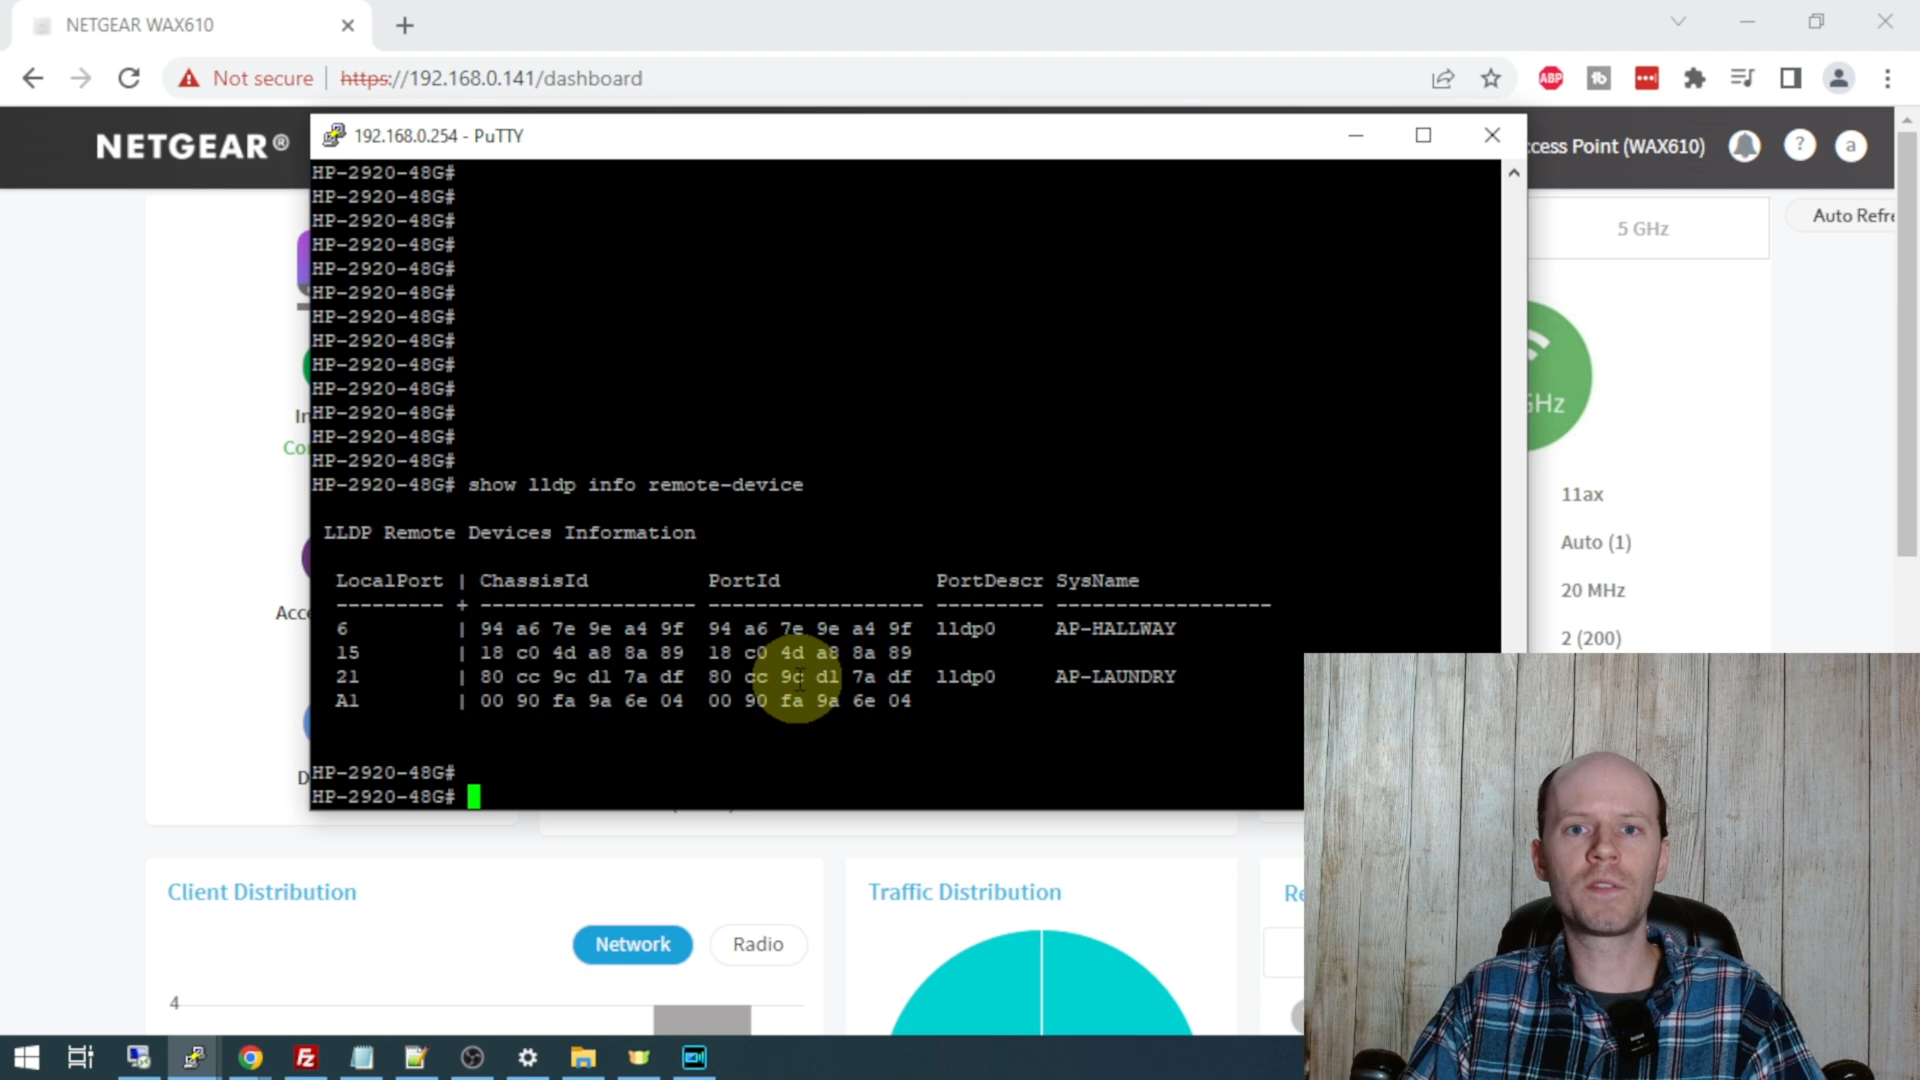 NETGEAR WAX610
Not secure
https://192.168.0.141/dashboard
ABP
NETGEAR®
192.168.0.254 - PuTTY
ccess Point (WAX610)
?
a
HP-2920-48G#
HP-2920-48G#
HP-2920-48G#
HP-2920-48G#
HP-2920-48G#
HP-2920-48G#
HP-2920-48G#
HP-2920-48G#
HP-2920-48G#
HP-2920-48G#
HP-2920-48G#
HP-2920-48G#
HP-2920-48G#
HP-2920-48G# show lldp info remote-device
LLDP Remote Devices Information
LocalPort | ChassisId PortId PortDescr SysName
--------- + ------------------ ------------------ --------- ------------------
6 | 94 a6 7e 9e a4 9f 94 a6 7e 9e a4 9f lldp0 AP-HALLWAY
15 | 18 c0 4d a8 8a 89 18 c0 4d a8 8a 89
21 | 80 cc 9c d1 7a df 80 cc 9c d1 7a df lldp0 AP-LAUNDRY
A1 | 00 90 fa 9a 6e 04 00 90 fa 9a 6e 04
HP-2920-48G#
HP-2920-48G#
In
Co
Acce
D
5 GHz
Auto Refre
GHz
11ax
Auto (1)
20 MHz
2 (200)
Client Distribution
Network
Radio
4
Traffic Distribution
Re
Fz